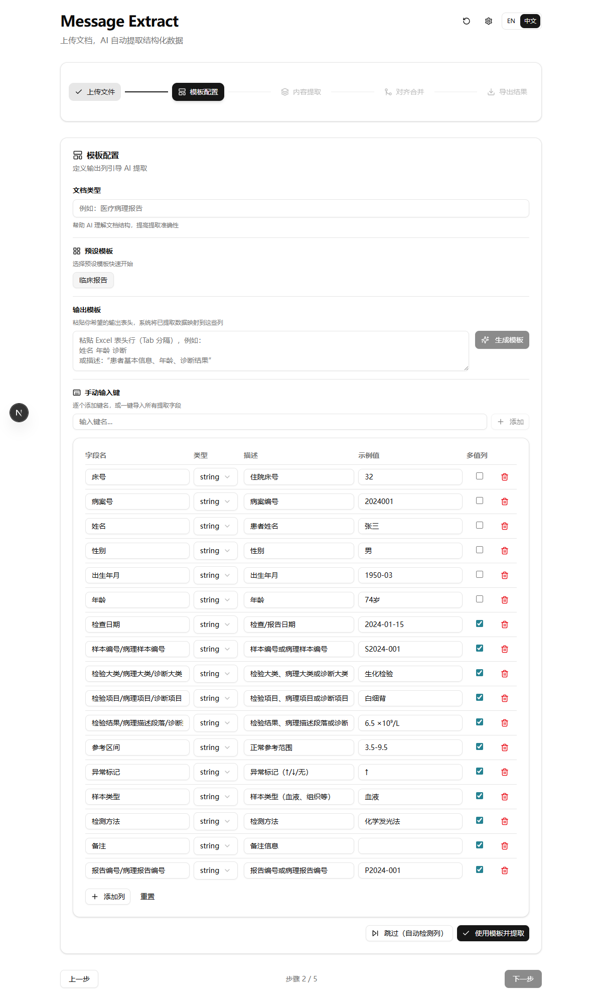 Message Extract
EN 中文
上传文档，AI 自动提取结构化数据
上传文件 模板配置 内容提取 对齐合并 导出结果
模板配置
定义输出列引导 AI 提取
文档类型
例如：医疗病理报告
帮助 AI 理解文档结构，提高提取准确性
预设模板
选择预设模板快速开始
临床报告
输出模板
粘贴你希望的输出表头，系统将已提取数据映射到这些列
粘贴 Excel 表头行（Tab 分隔），例如：
姓名 年龄 诊断
或描述：“患者基本信息、年龄、诊断结果”
生成模板
手动输入键
逐个添加键名，或一键导入所有提取字段
输入键名... 添加
N
字段名 类型 描述 示例值 多值列
床号 string 住院床号 32
病案号 string 病案编号 2024001
姓名 string 患者姓名 张三
性别 string 性别 男
出生年月 string 出生年月 1950-03
年龄 string 年龄 74岁
检查日期 string 检查/报告日期 2024-01-15
样本编号/病理样本编号 string 样本编号或病理样本编号 S2024-001
检验大类/病理大类/诊断大类 string 检验大类、病理大类或诊断大类 生化检验
检验项目/病理项目/诊断项目 string 检验项目、病理项目或诊断项目 白细背
检验结果/病理描述段落/诊断 string 检验结果、病理描述段落或诊断 6.5 ×10⁹/L
参考区间 string 正常参考范围 3.5-9.5
异常标记 string 异常标记（↑/↓/无） ↑
样本类型 string 样本类型（血液、组织等） 血液
检测方法 string 检测方法 化学发光法
备注 string 备注信息
报告编号/病理报告编号 string 报告编号或病理报告编号 P2024-001
添加列 重置
跳过（自动检测列） 使用模板并提取
上一步 步骤 2 / 5 下一步